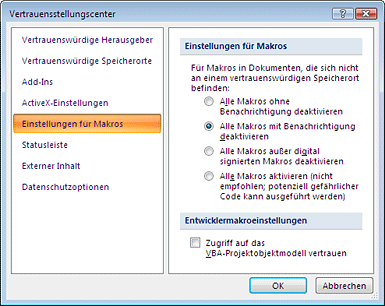 Vertrauensstellungscenter
Vertrauenswürdige Herausgeber
Vertrauenswürdige Speicherorte
Add-Ins
ActiveX-Einstellungen
Einstellungen für Makros
Statusleiste
Externer Inhalt
Datenschutzoptionen
Einstellungen für Makros
Für Makros in Dokumenten, die sich nicht
an einem vertrauenswürdigen Speicherort
befinden:
Alle Makros ohne
Benachrichtigung deaktivieren
Alle Makros mit Benachrichtigung
deaktivieren
Alle Makros außer digital
signierten Makros deaktivieren
Alle Makros aktivieren (nicht
empfohlen; potenziell gefährlicher
Code kann ausgeführt werden)
Entwicklermakroeinstellungen
Zugriff auf das
VBA-Projektobjektmodell vertrauen
OK
Abbrechen